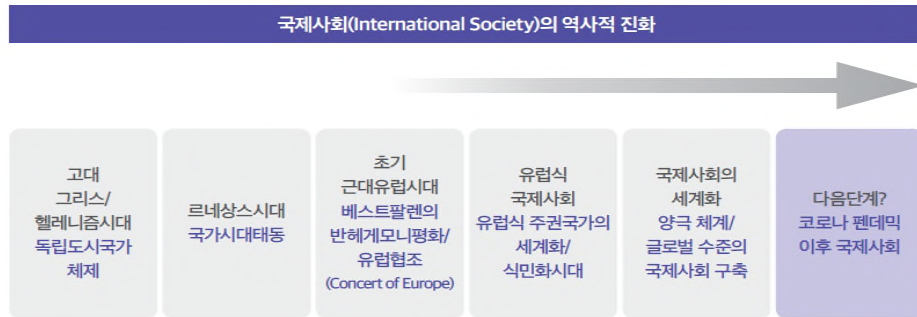 국제사회(International Society)의 역사적 진화
고대
그리스/
헬레니즘시대
독립도시국가
체제
르네상스시대
국가시대태동
초기
근대유럽시대
베스트팔렌의
반헤게모니평화/
유럽협조
(Concert of Europe)
유럽식
국제사회
유럽식 주권국가의
세계화/
식민화시대
국제사회의
세계화
양극 체계/
글로벌 수준의
국제사회 구축
다음단계?
코로나 펜데믹
이후 국제사회